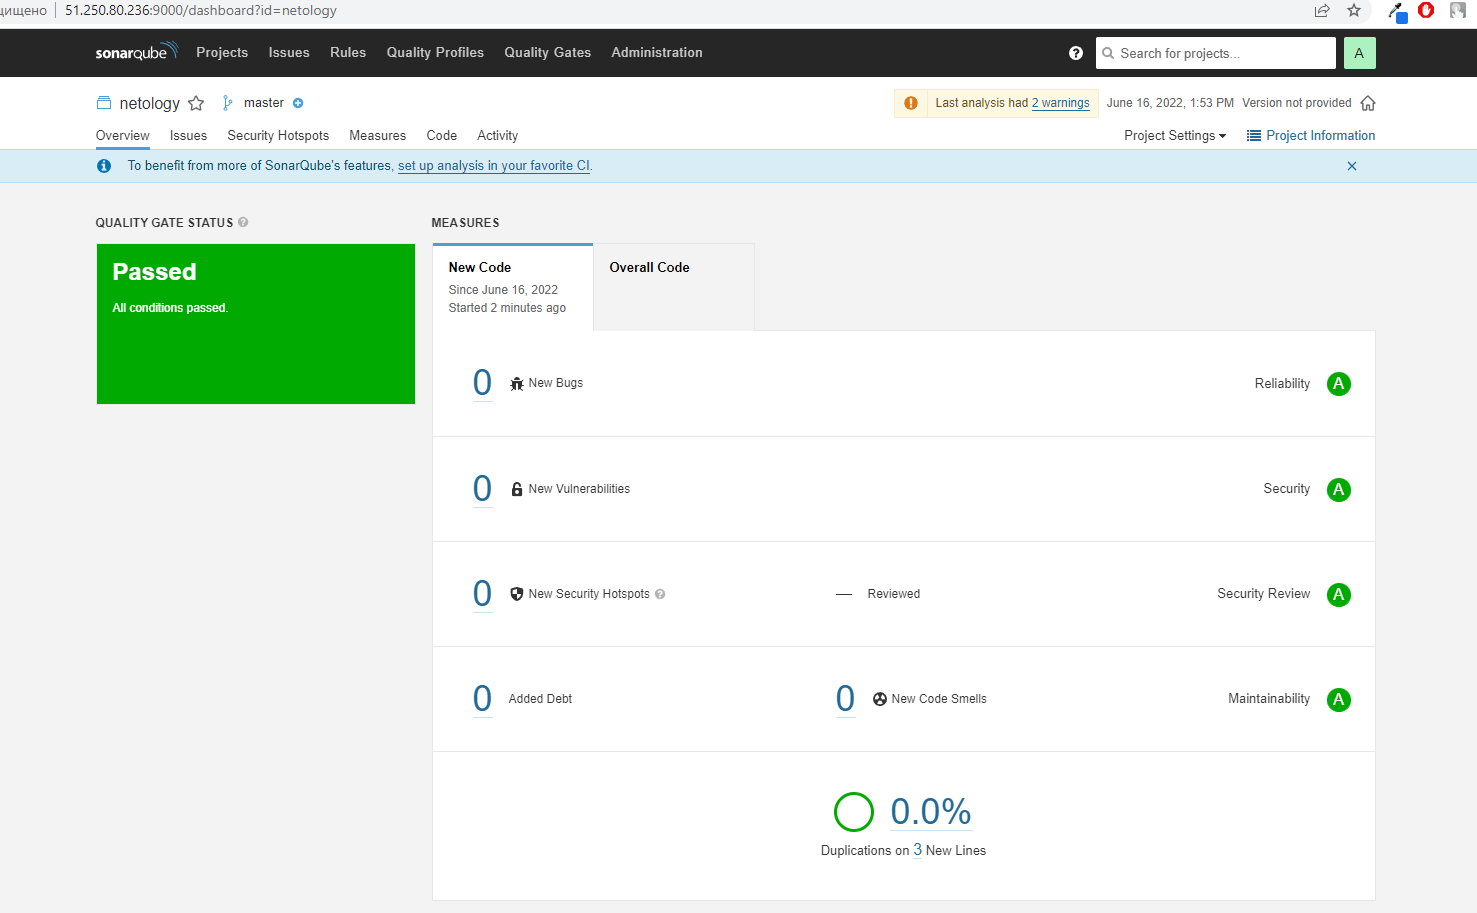 51.250.80.236:9000/dashboard?id=netology
sonarqube Projects Issues Rules Quality Profiles Quality Gates Administration ? Search for projects... A
netology master Last analysis had 2 warnings June 16, 2022, 1:53 PM Version not provided
Overview Issues Security Hotspots Measures Code Activity Project Settings Project Information
To benefit from more of SonarQube's features, set up analysis in your favorite CI.
QUALITY GATE STATUS ?
Passed
All conditions passed.
MEASURES
New Code
Since June 16, 2022
Started 2 minutes ago
Overall Code
0 New Bugs Reliability A
0 New Vulnerabilities Security A
0 New Security Hotspots ? — Reviewed Security Review A
0 Added Debt 0 New Code Smells Maintainability A
0.0%
Duplications on 3 New Lines